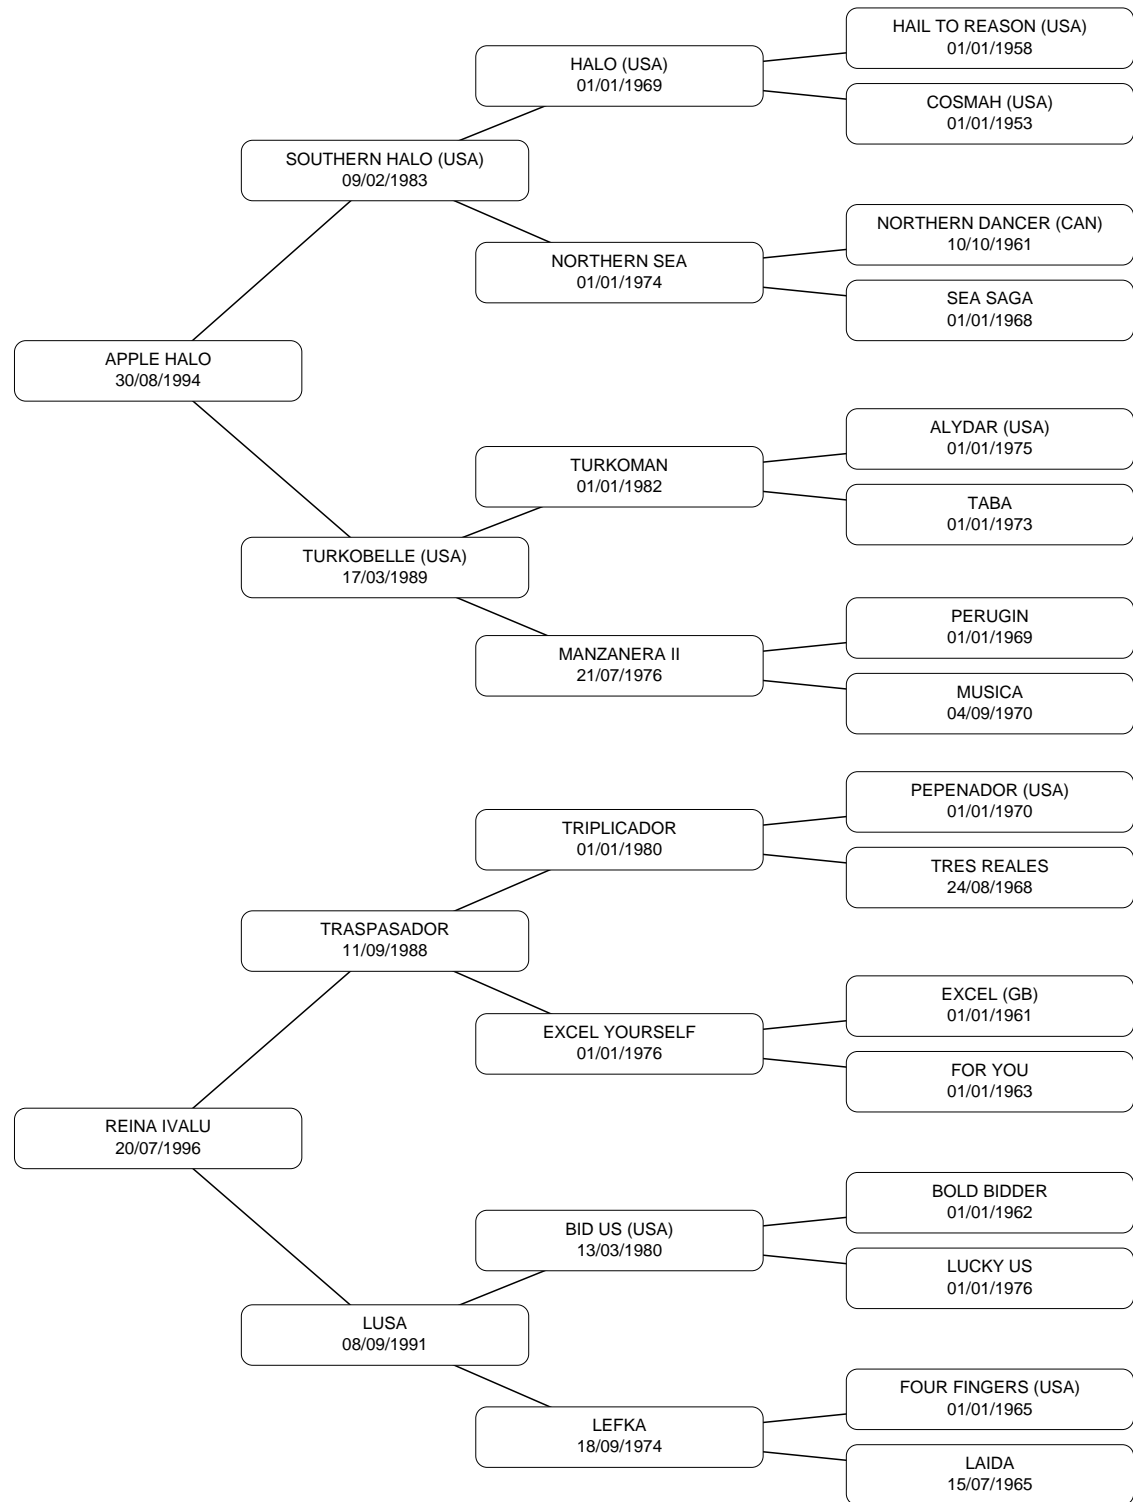 HAIL TO REASON (USA)
01/01/1958
HALO (USA)
01/01/1969
COSMAH (USA)
01/01/1953
SOUTHERN HALO (USA)
09/02/1983
NORTHERN DANCER (CAN)
10/10/1961
NORTHERN SEA
01/01/1974
SEA SAGA
01/01/1968
APPLE HALO
30/08/1994
ALYDAR (USA)
01/01/1975
TURKOMAN
01/01/1982
TABA
01/01/1973
TURKOBELLE (USA)
17/03/1989
PERUGIN
01/01/1969
MANZANERA II
21/07/1976
MUSICA
04/09/1970
PEPENADOR (USA)
01/01/1970
TRIPLICADOR
01/01/1980
TRES REALES
24/08/1968
TRASPASADOR
11/09/1988
EXCEL (GB)
01/01/1961
EXCEL YOURSELF
01/01/1976
FOR YOU
01/01/1963
REINA IVALU
20/07/1996
BOLD BIDDER
01/01/1962
BID US (USA)
13/03/1980
LUCKY US
01/01/1976
LUSA
08/09/1991
FOUR FINGERS (USA)
01/01/1965
LEFKA
18/09/1974
LAIDA
15/07/1965